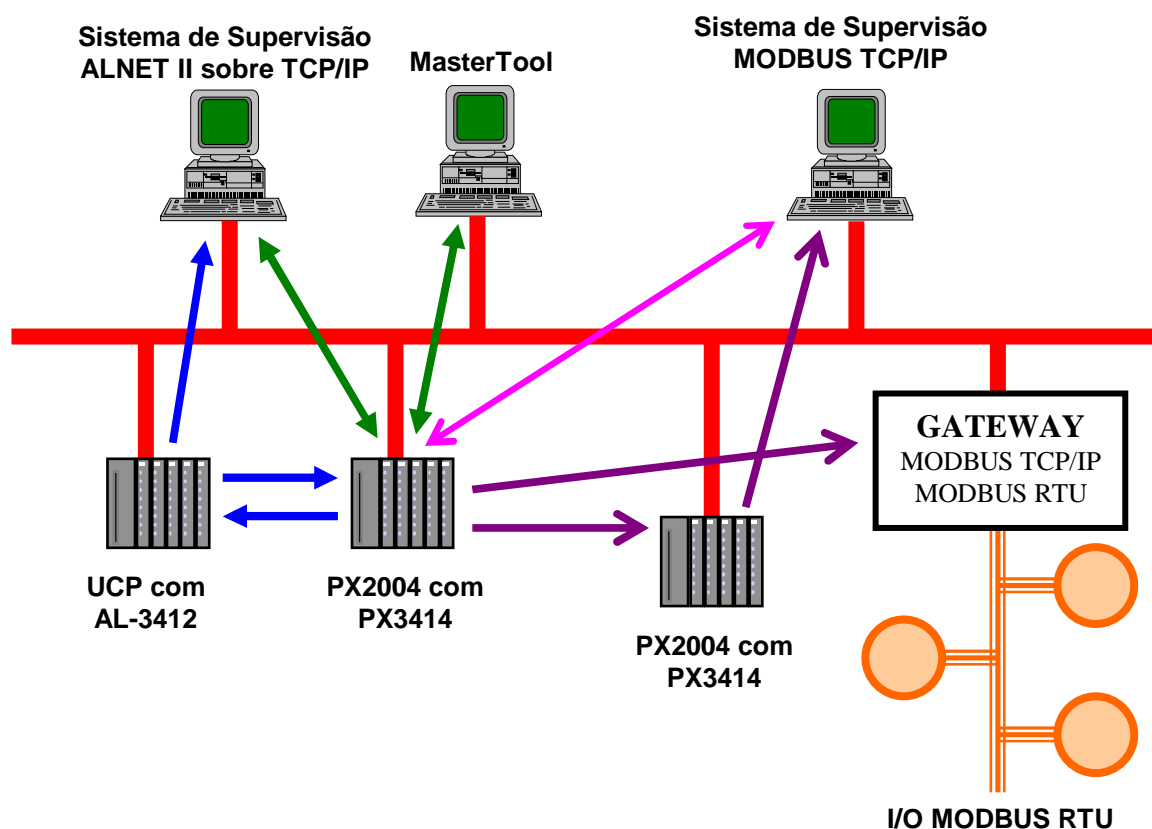 Sistema de Supervisão
ALNET II sobre TCP/IP
MasterTool
Sistema de Supervisão
MODBUS TCP/IP
GATEWAY
MODBUS TCP/IP
MODBUS RTU
UCP com
AL-3412
PX2004 com
PX3414
PX2004 com
PX3414
I/O MODBUS RTU